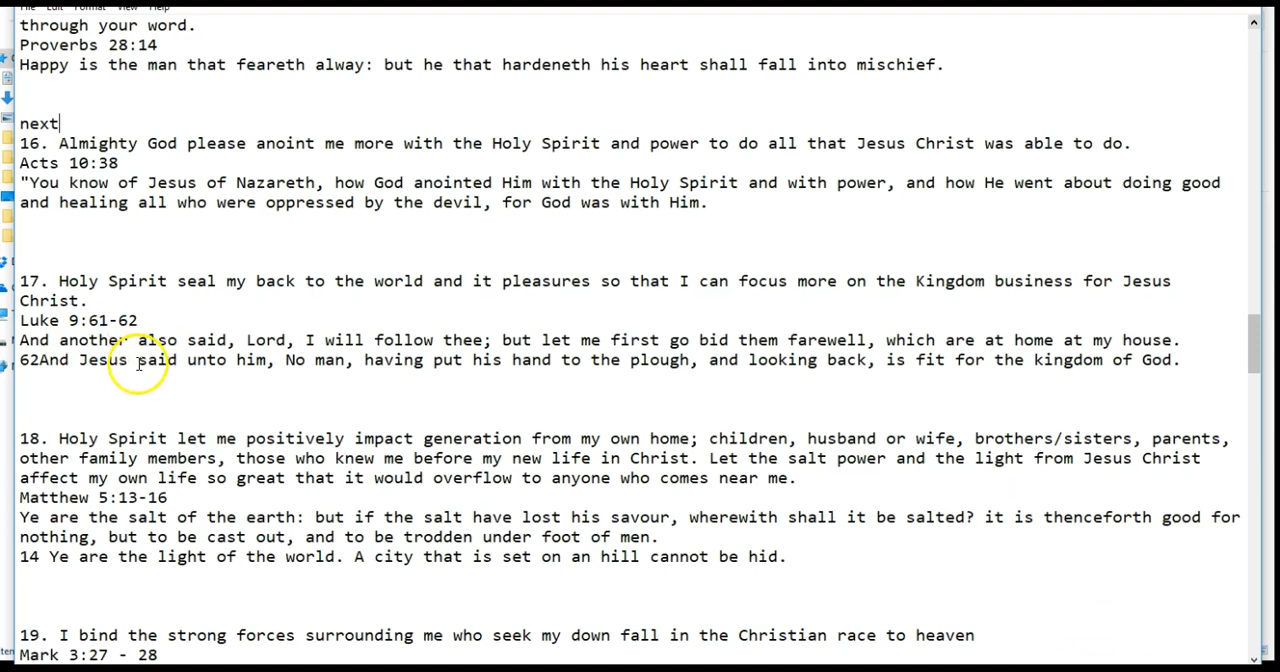 File Edit Format View Help
through your word.
Proverbs 28:14
Happy is the man that feareth alway: but he that hardeneth his heart shall fall into mischief.
next
16. Almighty God please anoint me more with the Holy Spirit and power to do all that Jesus Christ was able to do.
Acts 10:38
"You know of Jesus of Nazareth, how God anointed Him with the Holy Spirit and with power, and how He went about doing good
and healing all who were oppressed by the devil, for God was with Him.
17. Holy Spirit seal my back to the world and it pleasures so that I can focus more on the Kingdom business for Jesus
Christ.
Luke 9:61-62
And another also said, Lord, I will follow thee; but let me first go bid them farewell, which are at home at my house.
62And Jesus said unto him, No man, having put his hand to the plough, and looking back, is fit for the kingdom of God.
18. Holy Spirit let me positively impact generation from my own home; children, husband or wife, brothers/sisters, parents,
other family members, those who knew me before my new life in Christ. Let the salt power and the light from Jesus Christ
affect my own life so great that it would overflow to anyone who comes near me.
Matthew 5:13-16
Ye are the salt of the earth: but if the salt have lost his savour, wherewith shall it be salted? it is thenceforth good for
nothing, but to be cast out, and to be trodden under foot of men.
14 Ye are the light of the world. A city that is set on an hill cannot be hid.
19. I bind the strong forces surrounding me who seek my down fall in the Christian race to heaven
Mark 3:27 - 28